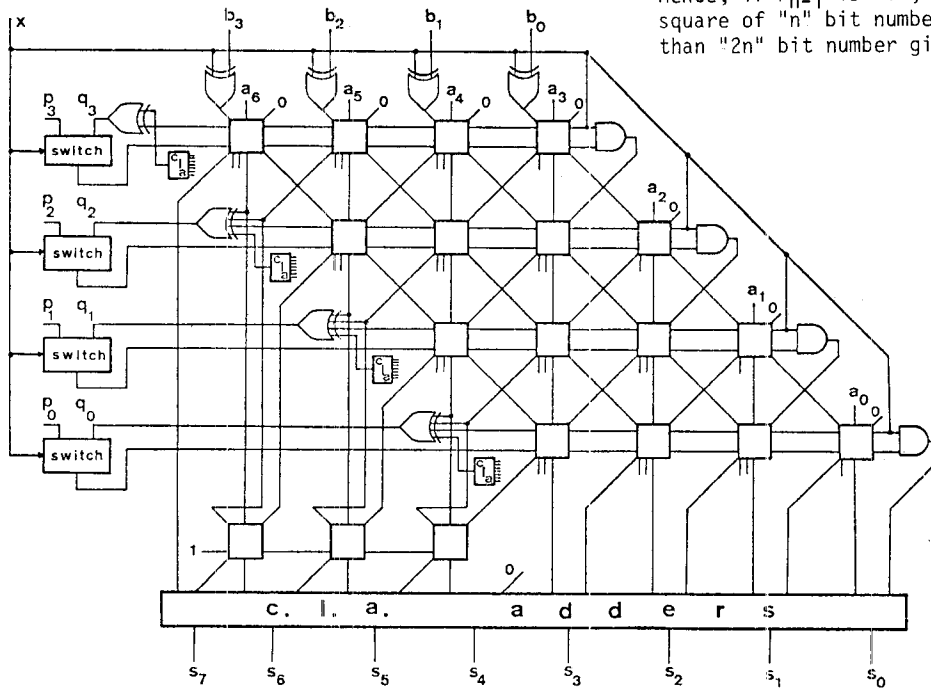 Hence,
square of "n" bit numbe
than "2n" bit number gi
x
b3 b2 b1 b0
a6 0 a5 0 a4 0 a3 0
p3 q3
switch
c l a
a2 0
p2 q2
switch
c l a
a1 0
p1 q1
switch
c l a
a0 0
p0 q0
switch
c l a
1
0
c. l. a. adders
s7 s6 s5 s4 s3 s2 s1 s0